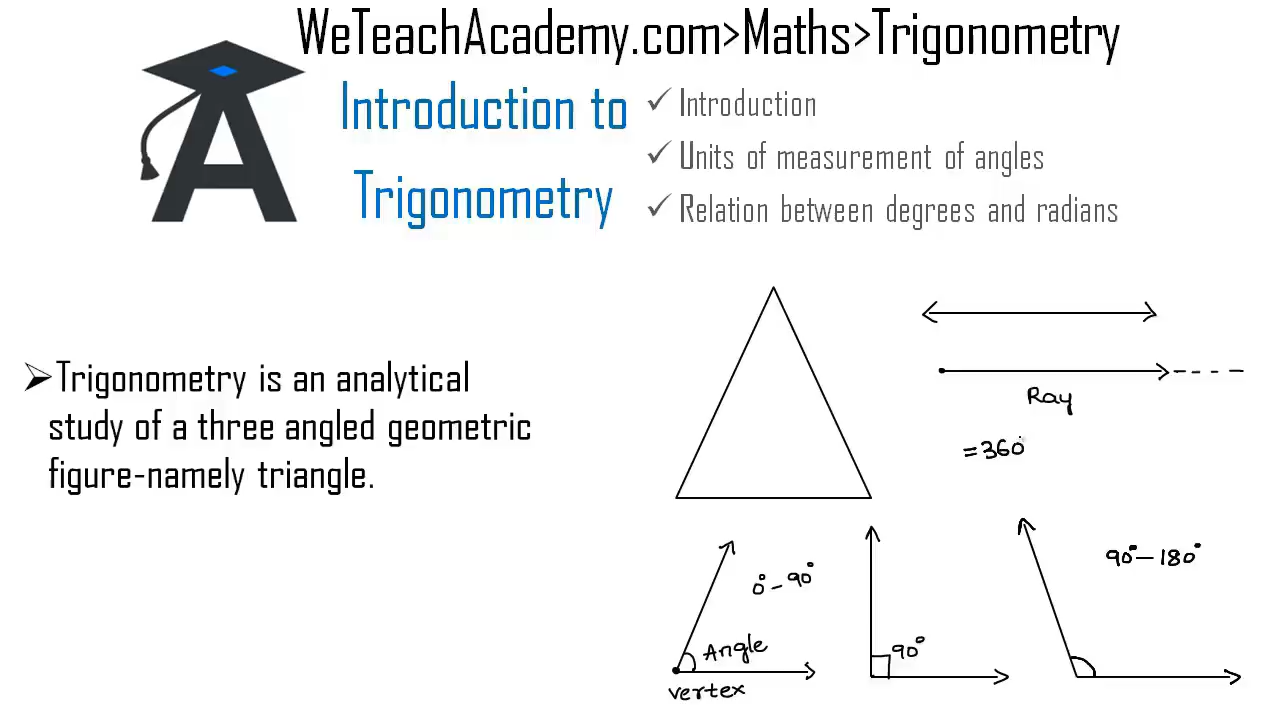 WeTeachAcademy.com>Maths>Trigonometry
Introduction to
Trigonometry
✓ Introduction
✓ Units of measurement of angles
✓ Relation between degrees and radians
➢Trigonometry is an analytical
study of a three angled geometric
figure-namely triangle.
Ray
=360°
0°-90°
Angle
vertex
90°
90°-180°